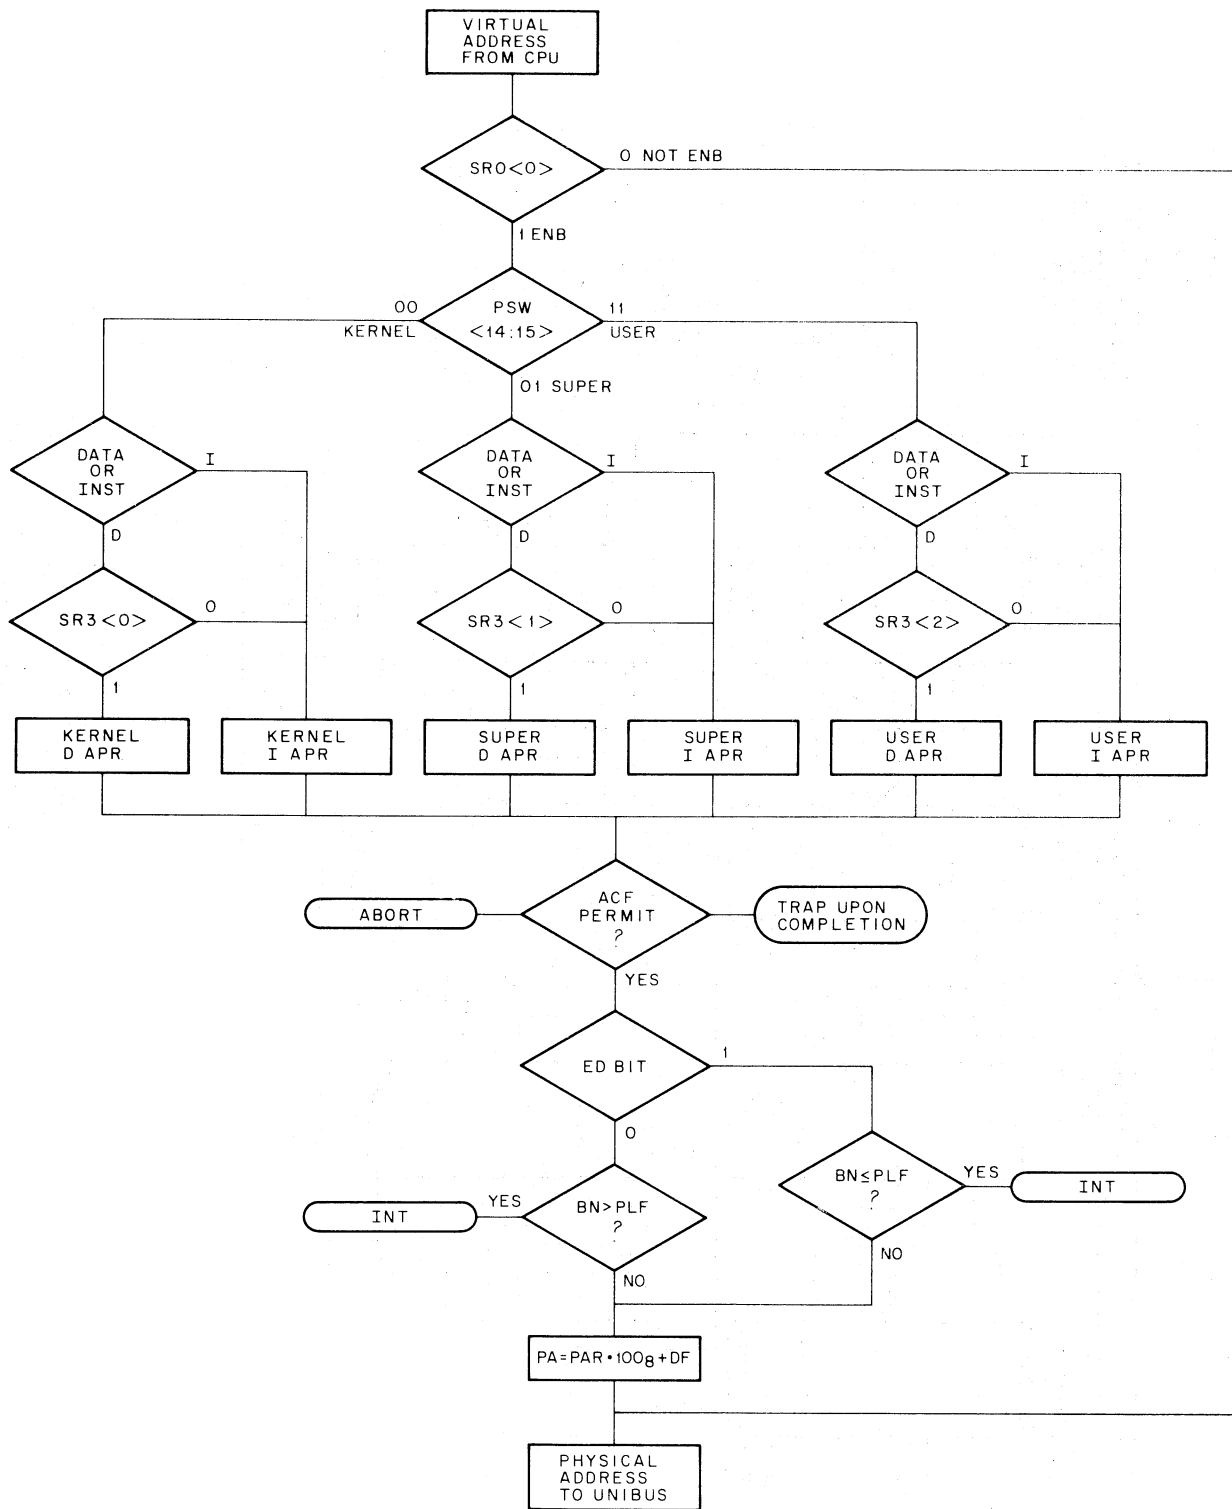 VIRTUAL
ADDRESS
FROM CPU
SR0<0>
0 NOT ENB
1 ENB
PSW
<14:15>
00
KERNEL
11
USER
01 SUPER
DATA
OR
INST
I
D
DATA
OR
INST
I
D
DATA
OR
INST
I
D
SR3<0>
0
1
SR3<1>
0
1
SR3<2>
0
1
KERNEL
D APR
KERNEL
I APR
SUPER
D APR
SUPER
I APR
USER
D APR
USER
I APR
ABORT
ACF
PERMIT
?
TRAP UPON
COMPLETION
YES
ED BIT
1
0
BN≤PLF
?
YES
INT
NO
INT
YES
BN>PLF
?
NO
PA=PAR•100₈+DF
PHYSICAL
ADDRESS
TO UNIBUS